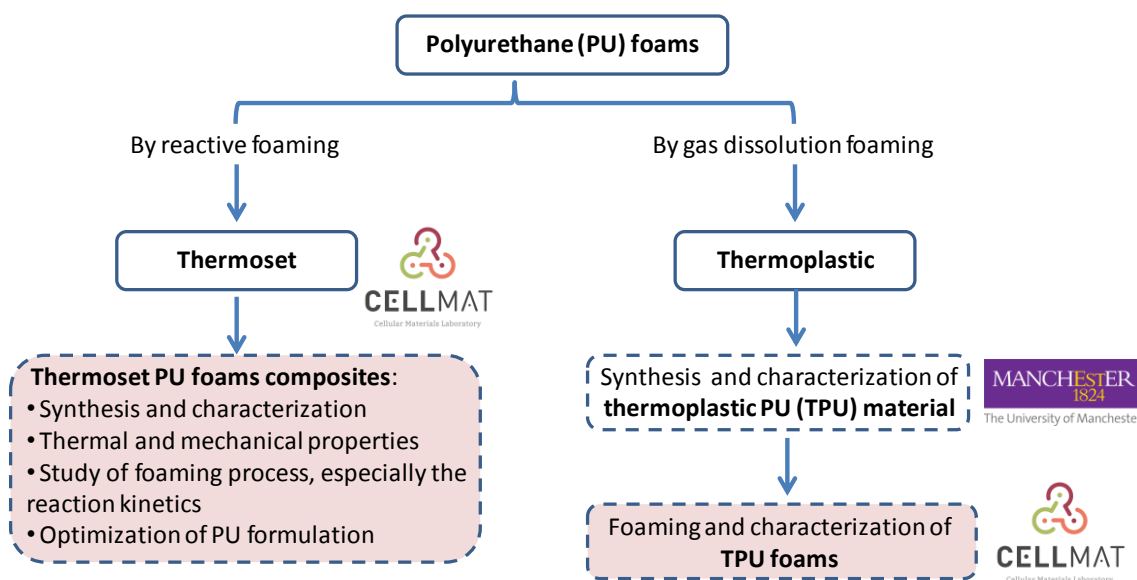 Polyurethane (PU) foams
By reactive foaming
By gas dissolution foaming
Thermoset
CELLMAT
Cellular Materials Laboratory
Thermoplastic
Thermoset PU foams composites:
• Synthesis and characterization
• Thermal and mechanical properties
• Study of foaming process, especially the
reaction kinetics
• Optimization of PU formulation
Synthesis and characterization of
thermoplastic PU (TPU) material
MANCHESTER
1824
The University of Manchester
Foaming and characterization of
TPU foams
CELLMAT
Cellular Materials Laboratory